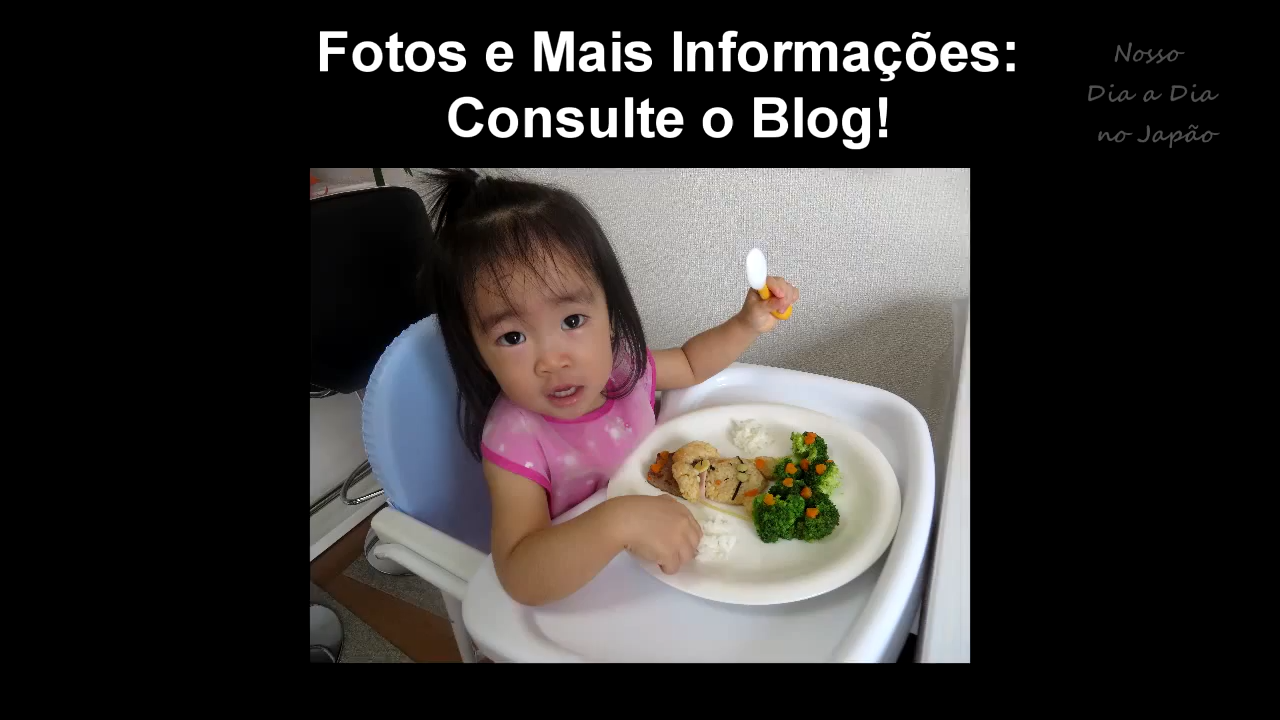 Fotos e Mais Informações:
Consulte o Blog!
Nosso
Dia a Dia
no Japão